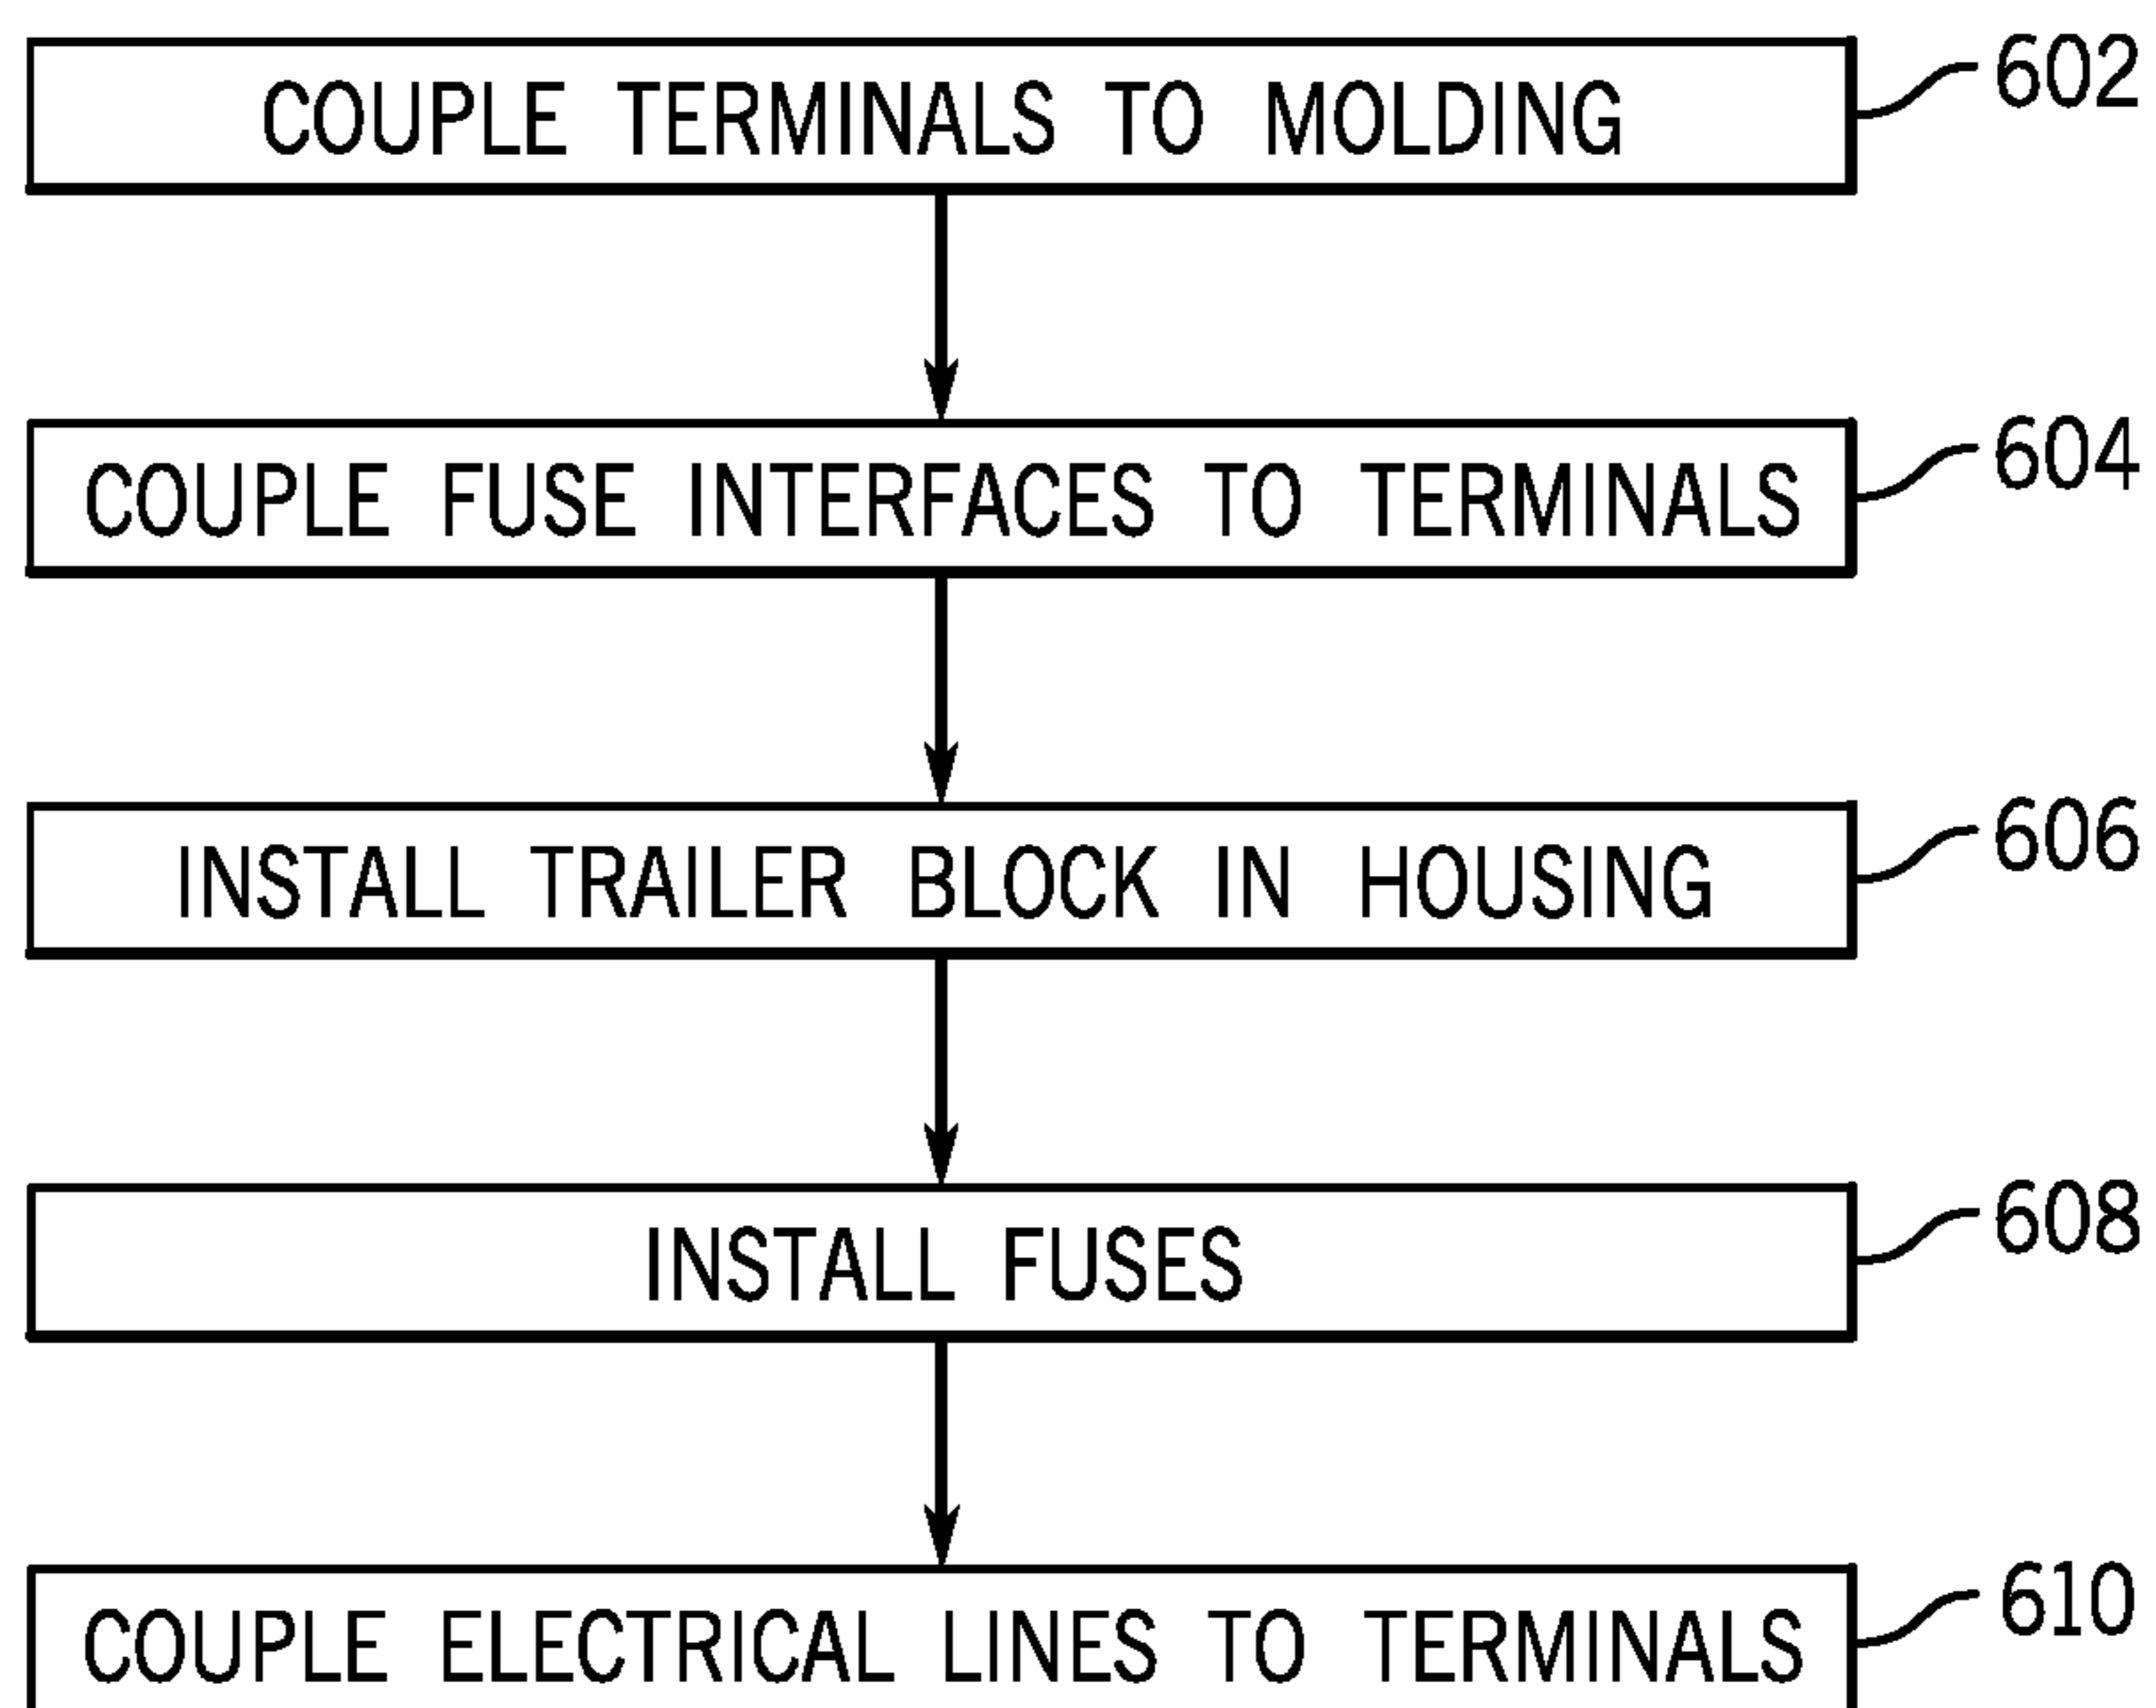 COUPLE TERMINALS TO MOLDING 602
COUPLE FUSE INTERFACES TO TERMINALS 604
INSTALL TRAILER BLOCK IN HOUSING 606
INSTALL FUSES 608
COUPLE ELECTRICAL LINES TO TERMINALS 610